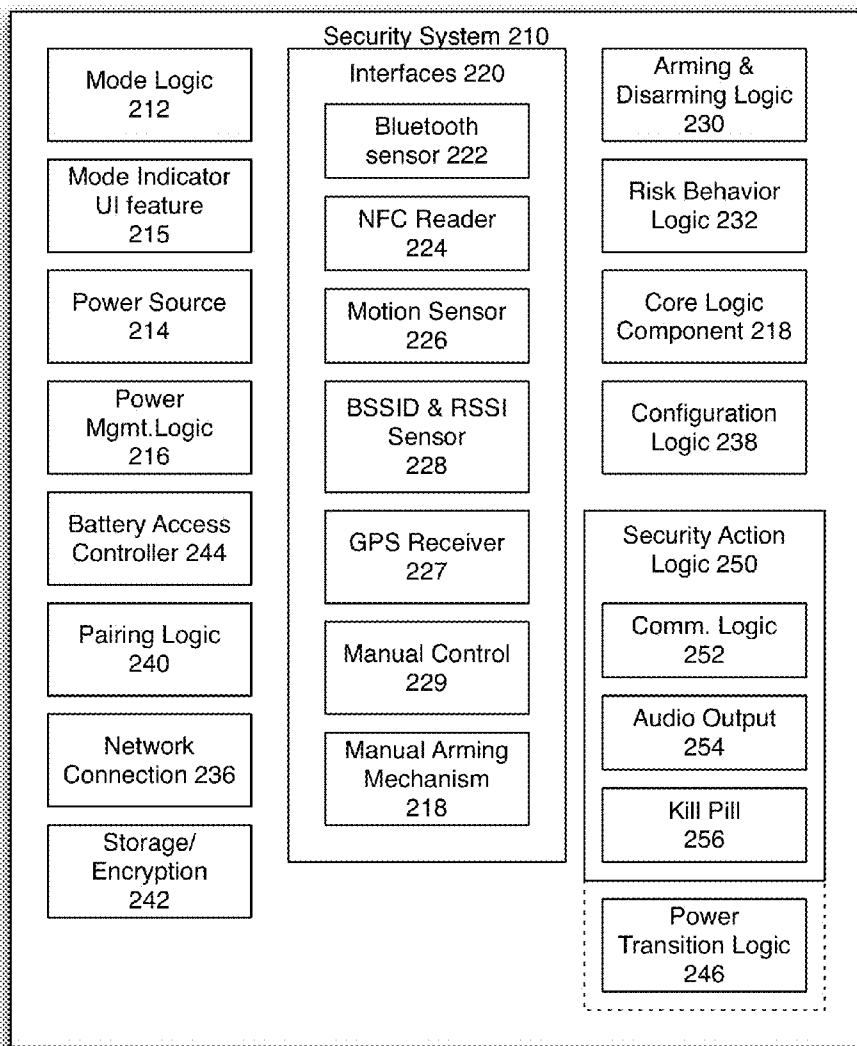 Security System 210
Mode Logic
212
Mode Indicator
UI feature
215
Power Source
214
Power
Mgmt.Logic
216
Battery Access
Controller 244
Pairing Logic
240
Network
Connection 236
Storage/
Encryption
242
Interfaces 220
Bluetooth
sensor 222
NFC Reader
224
Motion Sensor
226
BSSID & RSSI
Sensor
228
GPS Receiver
227
Manual Control
229
Manual Arming
Mechanism
218
Arming &
Disarming Logic
230
Risk Behavior
Logic 232
Core Logic
Component 218
Configuration
Logic 238
Security Action
Logic 250
Comm. Logic
252
Audio Output
254
Kill Pill
256
Power
Transition Logic
246